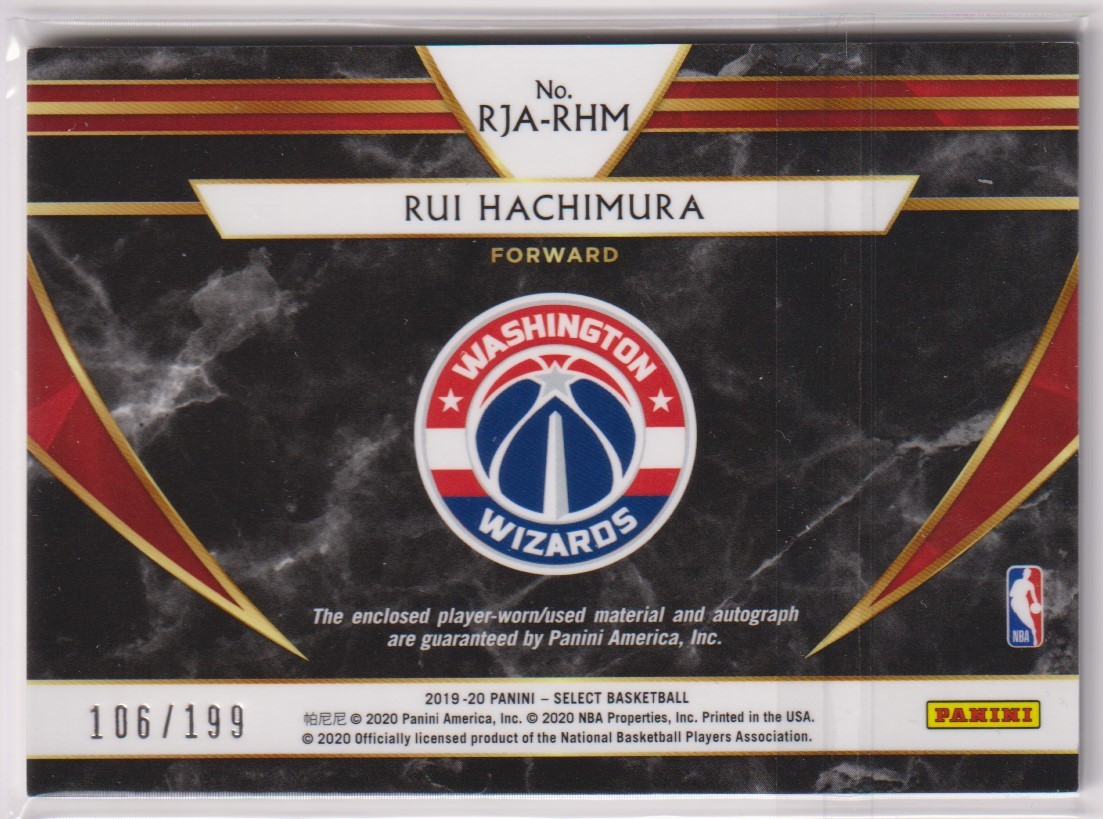 No.
RJA-RHM
RUI HACHIMURA
FORWARD
WASHINGTON
WIZARDS
The enclosed player-worn/used material and autograph
are guaranteed by Panini America, Inc.
NBA
2019-20 PANINI – SELECT BASKETBALL
帕尼尼 © 2020 Panini America, Inc. © 2020 NBA Properties, Inc. Printed in the USA.
© 2020 Officially licensed product of the National Basketball Players Association.
106/199
PANINI